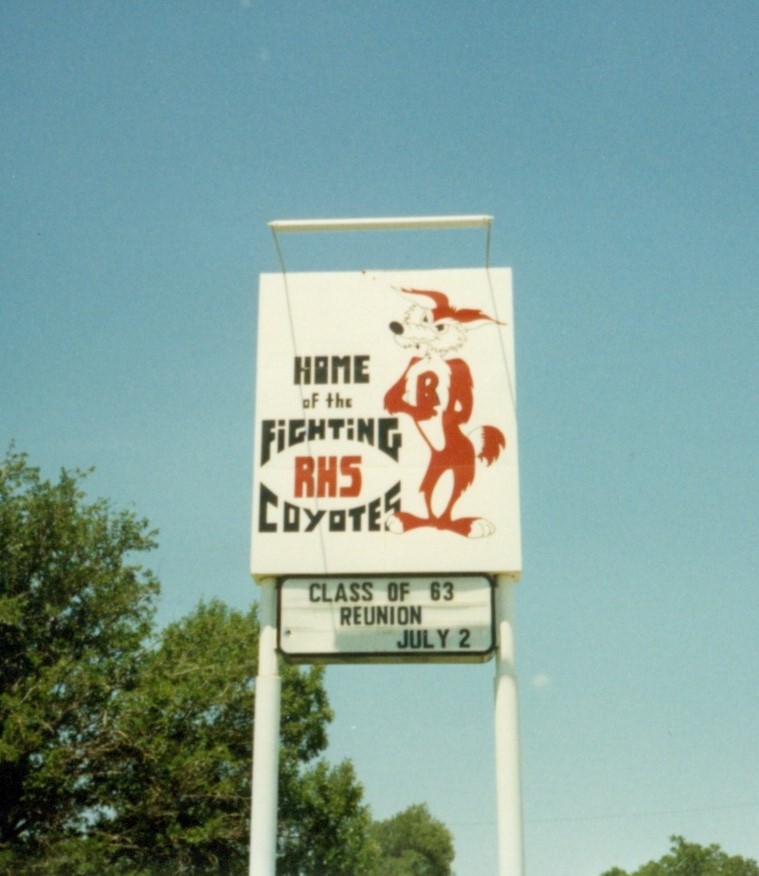 HOME
of the
FiGHTiNG
RHS
COYOTES
R
CLASS OF 63
REUNION
JULY 2